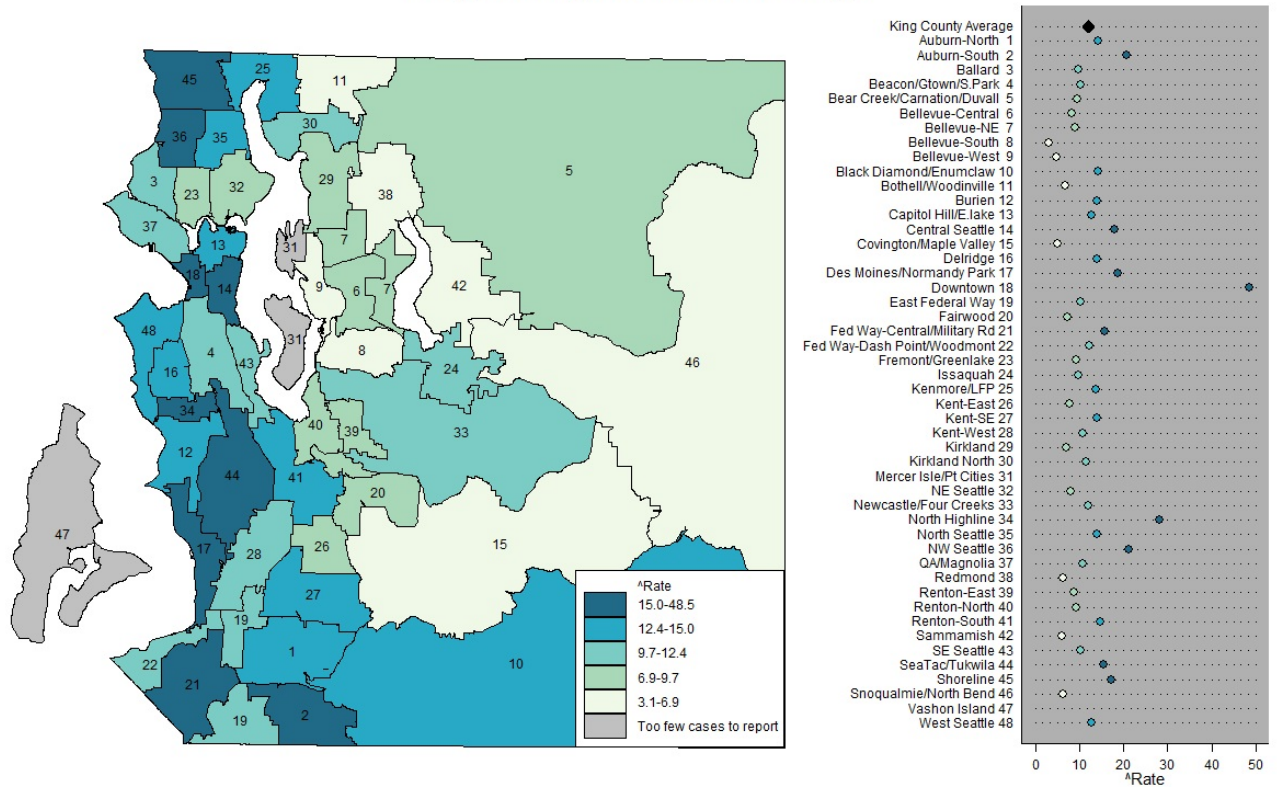 45
25
11
36
35
30
5
3
23
32
29
38
37
13
31
7
18
14
9
6
7
42
48
4
43
31
8
24
46
16
34
40
39
33
12
44
41
20
47
17
28
26
15
27
19
1
10
22
21
19
2
^Rate
15.0-48.5
12.4-15.0
9.7-12.4
6.9-9.7
3.1-6.9
Too few cases to report
King County Average
Auburn-North 1
Auburn-South 2
Ballard 3
Beacon/Gtown/S.Park 4
Bear Creek/Carnation/Duvall 5
Bellevue-Central 6
Bellevue-NE 7
Bellevue-South 8
Bellevue-West 9
Black Diamond/Enumclaw 10
Bothell/Woodinville 11
Burien 12
Capitol Hill/E.lake 13
Central Seattle 14
Covington/Maple Valley 15
Delridge 16
Des Moines/Normandy Park 17
Downtown 18
East Federal Way 19
Fairwood 20
Fed Way-Central/Military Rd 21
Fed Way-Dash Point/Woodmont 22
Fremont/Greenlake 23
Issaquah 24
Kenmore/LFP 25
Kent-East 26
Kent-SE 27
Kent-West 28
Kirkland 29
Kirkland North 30
Mercer Isle/Pt Cities 31
NE Seattle 32
Newcastle/Four Creeks 33
North Highline 34
North Seattle 35
NW Seattle 36
QA/Magnolia 37
Redmond 38
Renton-East 39
Renton-North 40
Renton-South 41
Sammamish 42
SE Seattle 43
SeaTac/Tukwila 44
Shoreline 45
Snoqualmie/North Bend 46
Vashon Island 47
West Seattle 48
0 10 20 30 40 50
^Rate